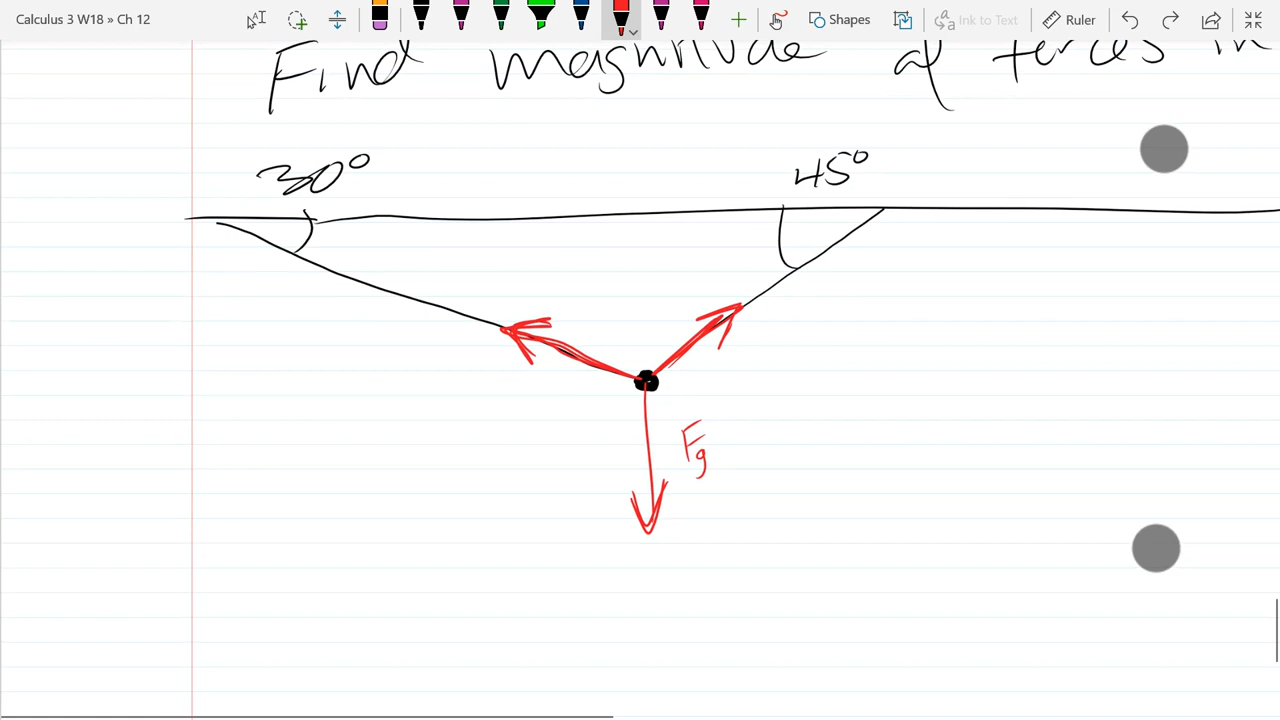 Calculus 3 W18 » Ch 12
Shapes
Ink to Text
Ruler
Find magnitude of forces in
30°
45°
Fg